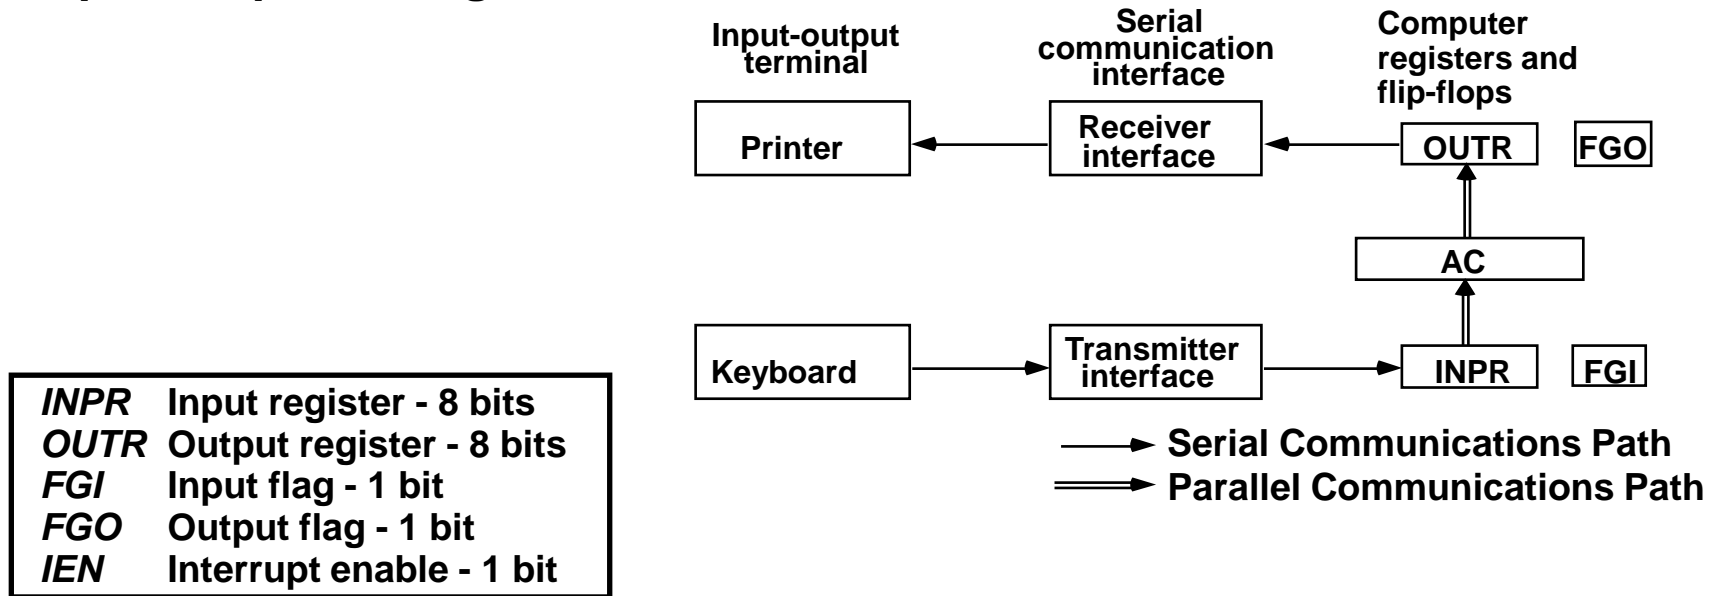 Input-output
terminal
Serial
communication
interface
Computer
registers and
flip-flops
Printer
Receiver
interface
OUTR
FGO
AC
Keyboard
Transmitter
interface
INPR
FGI
Serial Communications Path
Parallel Communications Path
INPR Input register - 8 bits
OUTR Output register - 8 bits
FGI Input flag - 1 bit
FGO Output flag - 1 bit
IEN Interrupt enable - 1 bit